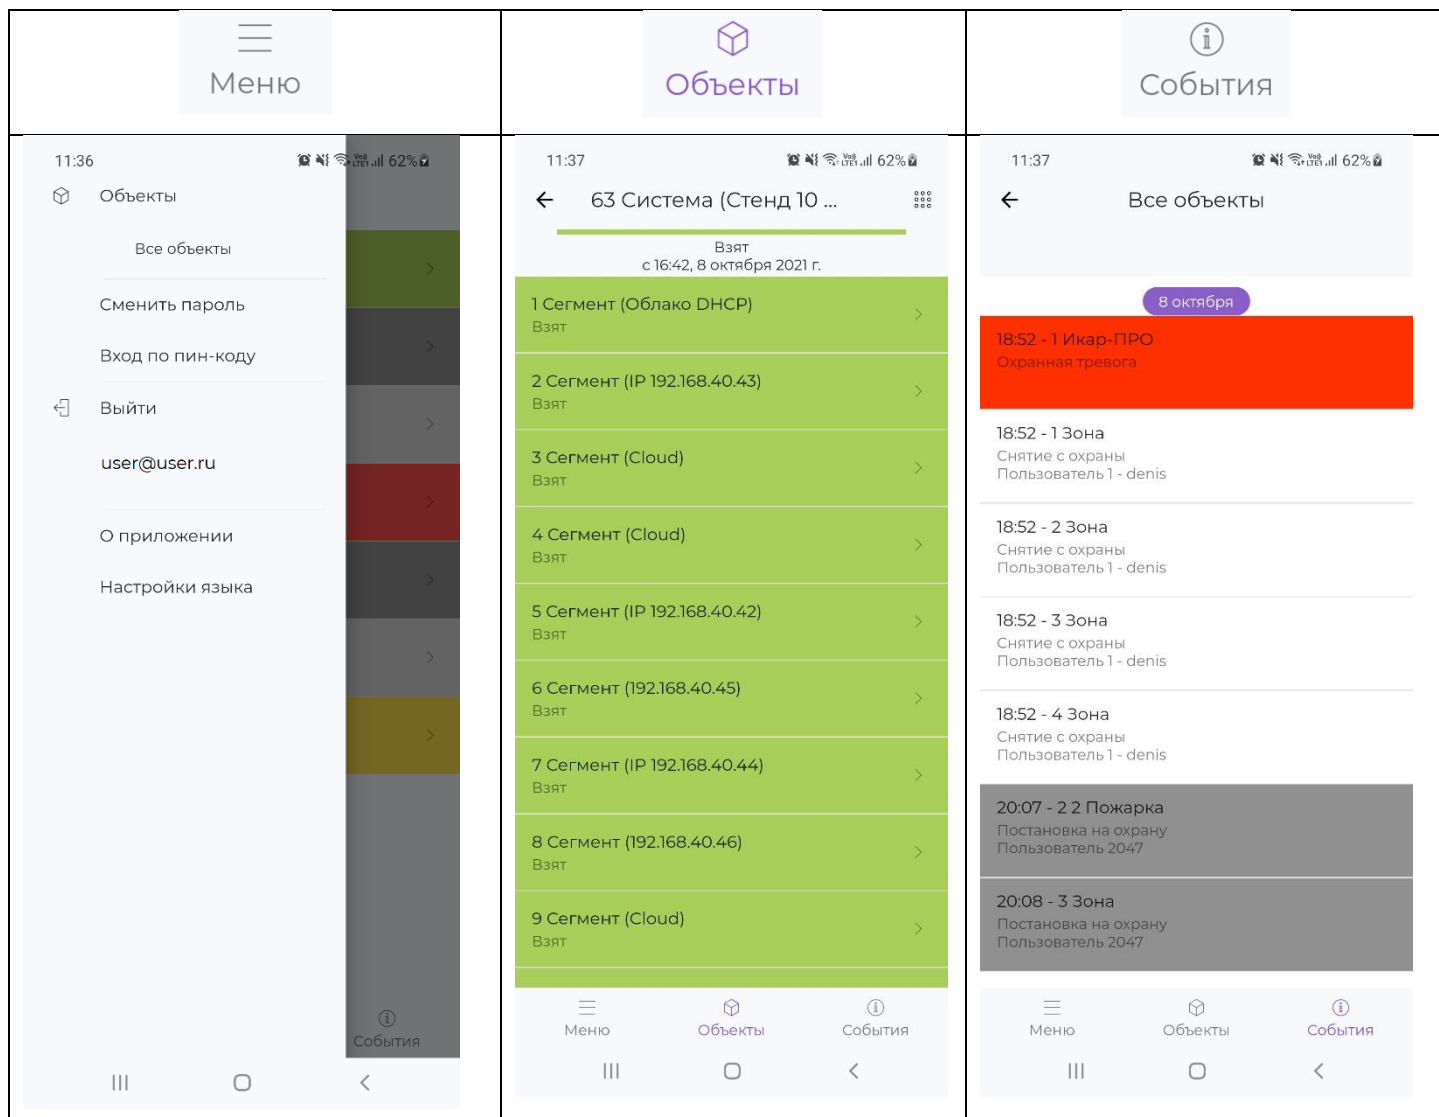 Меню
Объекты
События
11:36
62%
Объекты
Все объекты
Сменить пароль
Вход по пин-коду
Выйти
user@user.ru
О приложении
Настройки языка
События
11:37
62%
63 Система (Стенд 10 ...
Взят
с 16:42, 8 октября 2021 г.
1 Сегмент (Облако DHCP)
Взят
2 Сегмент (IP 192.168.40.43)
Взят
3 Сегмент (Cloud)
Взят
4 Сегмент (Cloud)
Взят
5 Сегмент (IP 192.168.40.42)
Взят
6 Сегмент (192.168.40.45)
Взят
7 Сегмент (IP 192.168.40.44)
Взят
8 Сегмент (192.168.40.46)
Взят
9 Сегмент (Cloud)
Взят
Меню Объекты События
11:37
62%
Все объекты
8 октября
18:52 - 1 Икар-ПРО
Охранная тревога
18:52 - 1 Зона
Снятие с охраны
Пользователь 1 - denis
18:52 - 2 Зона
Снятие с охраны
Пользователь 1 - denis
18:52 - 3 Зона
Снятие с охраны
Пользователь 1 - denis
18:52 - 4 Зона
Снятие с охраны
Пользователь 1 - denis
20:07 - 2 2 Пожарка
Постановка на охрану
Пользователь 2047
20:08 - 3 Зона
Постановка на охрану
Пользователь 2047
Меню Объекты События